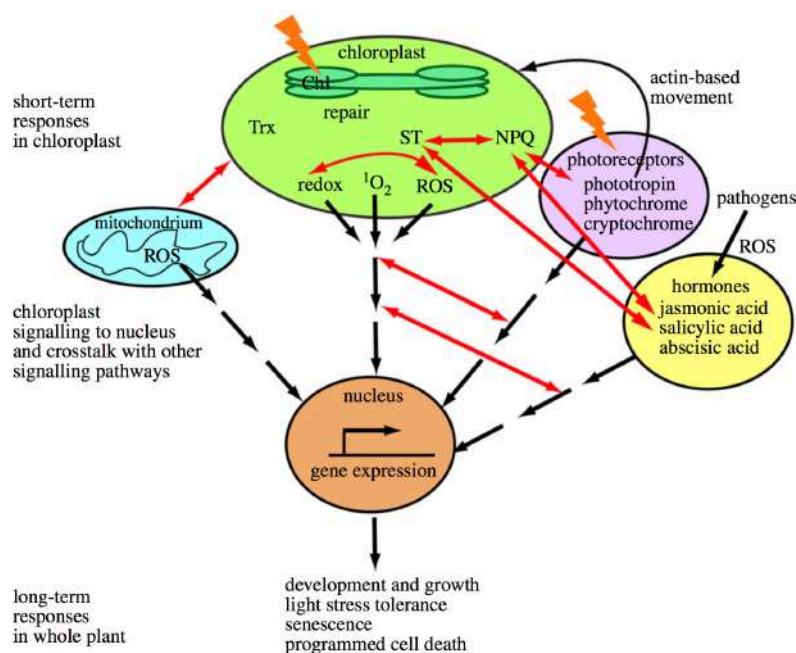 chloroplast
Chl
repair
Trx
ST
NPQ
redox
¹O₂
ROS
short-term
responses
in chloroplast
actin-based
movement
photoreceptors
phototropin
phytochrome
cryptochrome
pathogens
ROS
mitochondrium
ROS
hormones
jasmonic acid
salicylic acid
abscisic acid
chloroplast
signalling to nucleus
and crosstalk with other
signalling pathways
nucleus
gene expression
long-term
responses
in whole plant
development and growth
light stress tolerance
senescence
programmed cell death